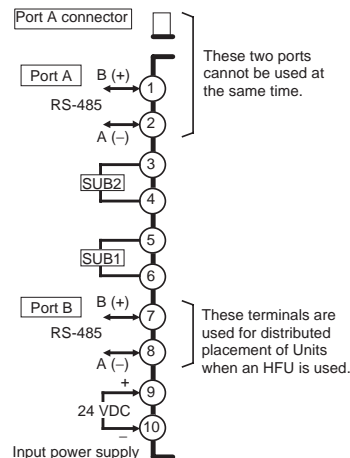 Port A connector
These two ports
cannot be used at
the same time.
Port A
B (+)
RS-485
A (−)
1
2
3
SUB2
4
5
SUB1
6
Port B
B (+)
7
RS-485
A (−)
8
These terminals are
used for distributed
placement of Units
when an HFU is used.
+
9
24 VDC
−
10
Input power supply